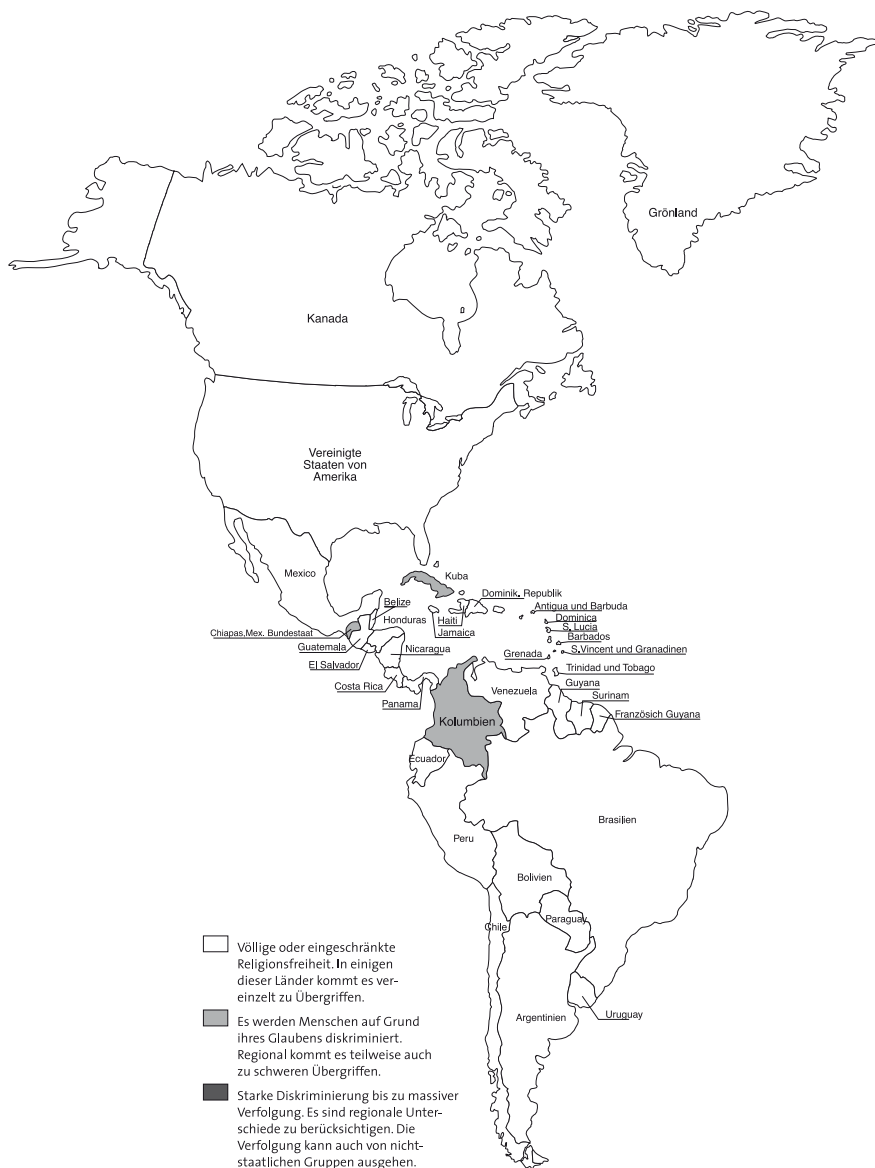 Grönland
Kanada
Vereinigte
Staaten von
Amerika
Mexico
Kuba
Dominik. Republik
Belize
Antigua und Barbuda
Honduras
Haiti
Dominica
S. Lucia
Jamaica
Chiapas,Mex. Bundestaat
Barbados
Guatemala
Nicaragua
S.Vincent und Granadinen
Grenada
El Salvador
Trinidad und Tobago
Costa Rica
Venezuela
Guyana
Surinam
Panama
Französich Guyana
Kolumbien
Ecuador
Brasilien
Peru
Bolivien
Paraguay
Chile
Argentinien
Uruguay
Völlige oder eingeschränkte
Religionsfreiheit. In einigen
dieser Länder kommt es ver-
einzelt zu Übergriffen.
Es werden Menschen auf Grund
ihres Glaubens diskriminiert.
Regional kommt es teilweise auch
zu schweren Übergriffen.
Starke Diskriminierung bis zu massiver
Verfolgung. Es sind regionale Unter-
schiede zu berücksichtigen. Die
Verfolgung kann auch von nicht-
staatlichen Gruppen ausgehen.